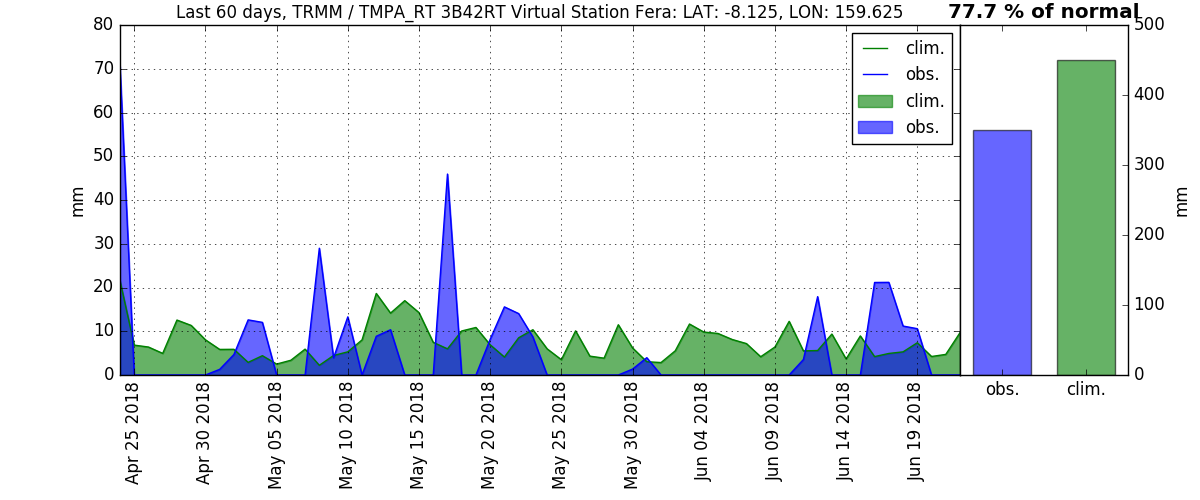 Last 60 days, TRMM / TMPA_RT 3B42RT Virtual Station Fera: LAT: -8.125, LON: 159.625
77.7 % of normal
80
70
60
50
40
30
20
10
0
mm
clim.
obs.
clim.
obs.
Apr 25 2018
Apr 30 2018
May 05 2018
May 10 2018
May 15 2018
May 20 2018
May 25 2018
May 30 2018
Jun 04 2018
Jun 09 2018
Jun 14 2018
Jun 19 2018
500
400
300
200
100
0
mm
obs.
clim.